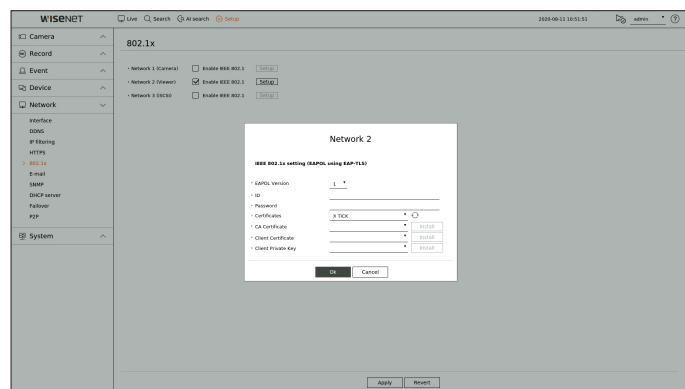 WISENET
Live Search AI search Setup 2020-08-11 10:51:51 admin
Camera
Record
Event
Device
Network
Interface
DDNS
IP filtering
HTTPS
802.1x
E-mail
SNMP
DHCP server
Failover
P2P
System
802.1x
Network 1 (Camera) Enable IEEE 802.1 Setup
Network 2 (Viewer) Enable IEEE 802.1 Setup
Network 3 (iSCSI) Enable IEEE 802.1 Setup
Network 2
IEEE 802.1x setting (EAPOL using EAP-TLS)
EAPOL Version 1
ID
Password
Certificates X TICK
CA Certificate Install
Client Certificate Install
Client Private Key Install
Ok Cancel
Apply Revert